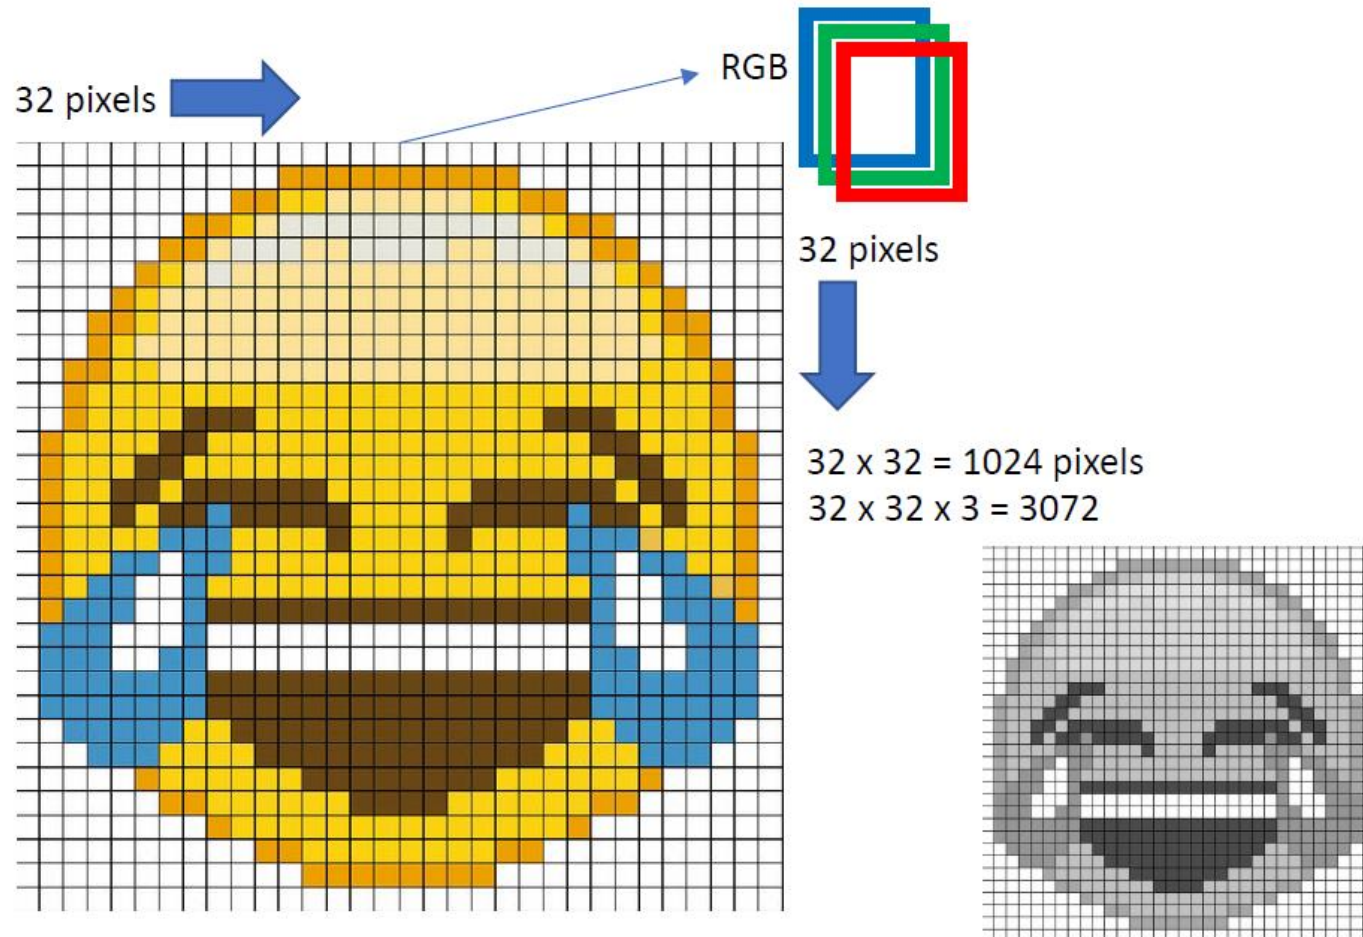 32 pixels
RGB
32 pixels
32 x 32 = 1024 pixels
32 x 32 x 3 = 3072